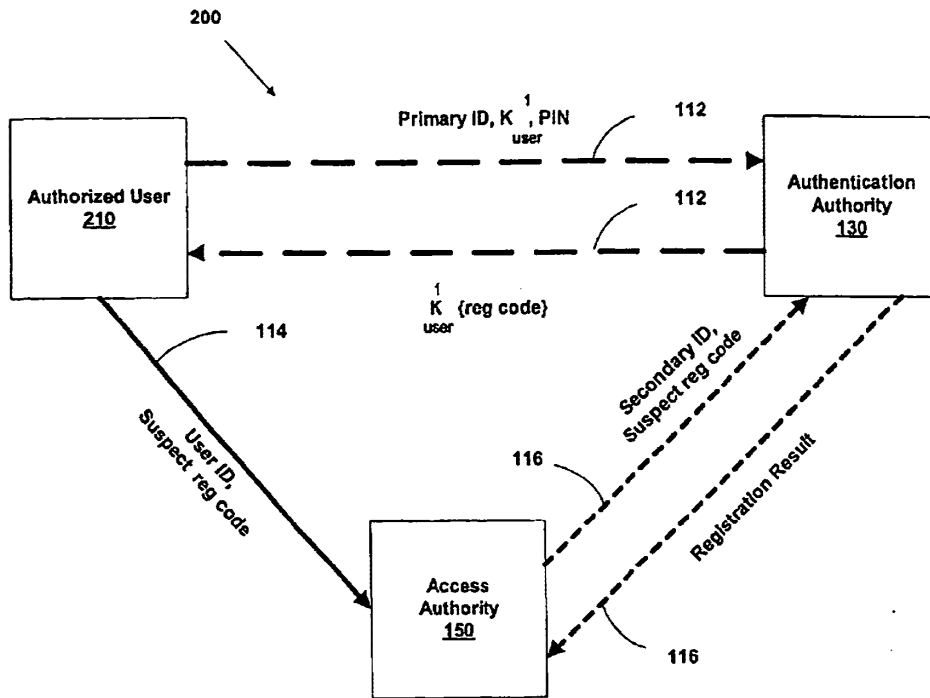 200
Primary ID, K 1 user, PIN
112
Authorized User
210
Authentication
Authority
130
112
K 1 user {reg code}
114
User ID,
Suspect reg code
Secondary ID,
Suspect reg code
116
Registration Result
Access
Authority
150
116